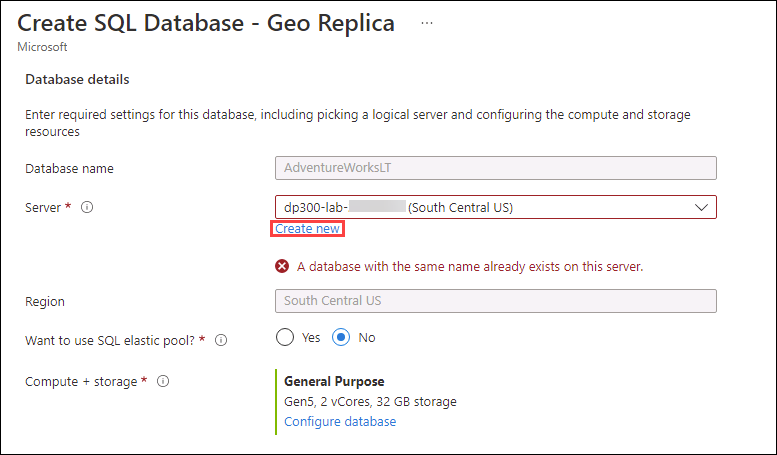 Create SQL Database - Geo Replica ...
Microsoft
Database details
Enter required settings for this database, including picking a logical server and configuring the compute and storage
resources
Database name
AdventureWorksLT
Server *
dp300-lab- (South Central US)
Create new
A database with the same name already exists on this server.
Region
South Central US
Want to use SQL elastic pool? *
Yes No
Compute + storage *
General Purpose
Gen5, 2 vCores, 32 GB storage
Configure database